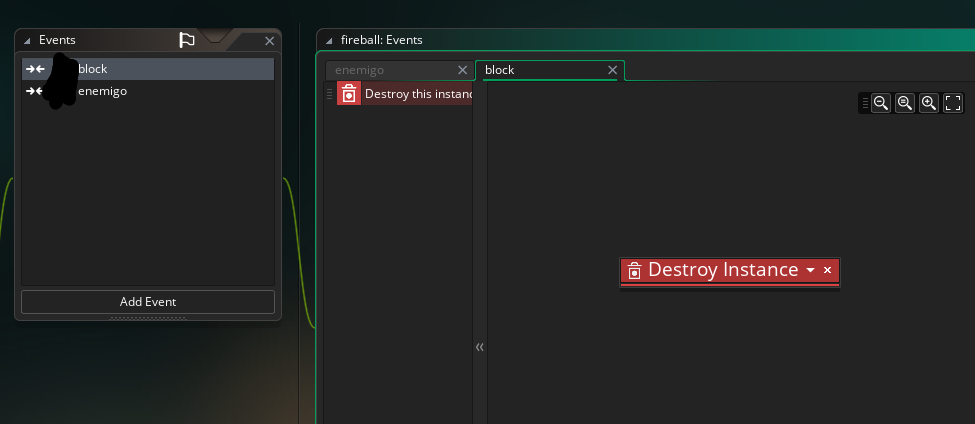 Events
block
enemigo
Add Event
fireball: Events
enemigo
block
Destroy this instanc
Destroy Instance